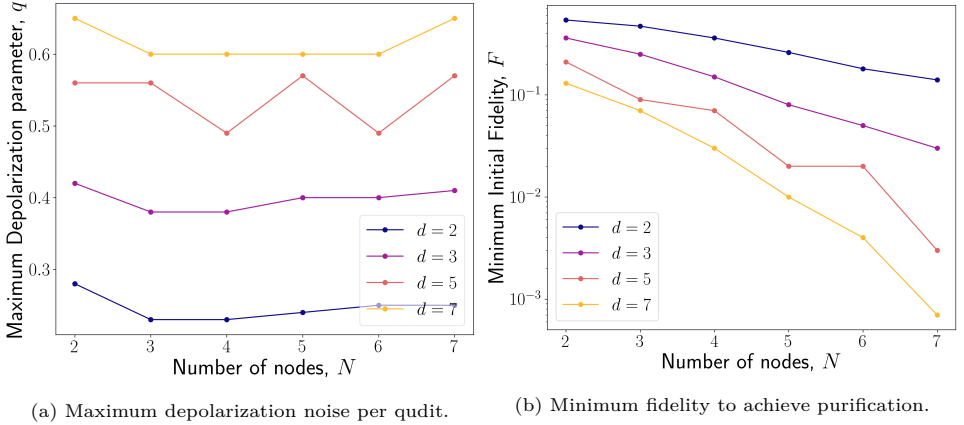 Maximum Depolarization parameter, q
0.6
0.5
0.4
0.3
d = 2
d = 3
d = 5
d = 7
2 3 4 5 6 7
Number of nodes, N
(a) Maximum depolarization noise per qudit.
Minimum Initial Fidelity, F
10⁻¹
10⁻²
10⁻³
d = 2
d = 3
d = 5
d = 7
2 3 4 5 6 7
Number of nodes, N
(b) Minimum fidelity to achieve purification.